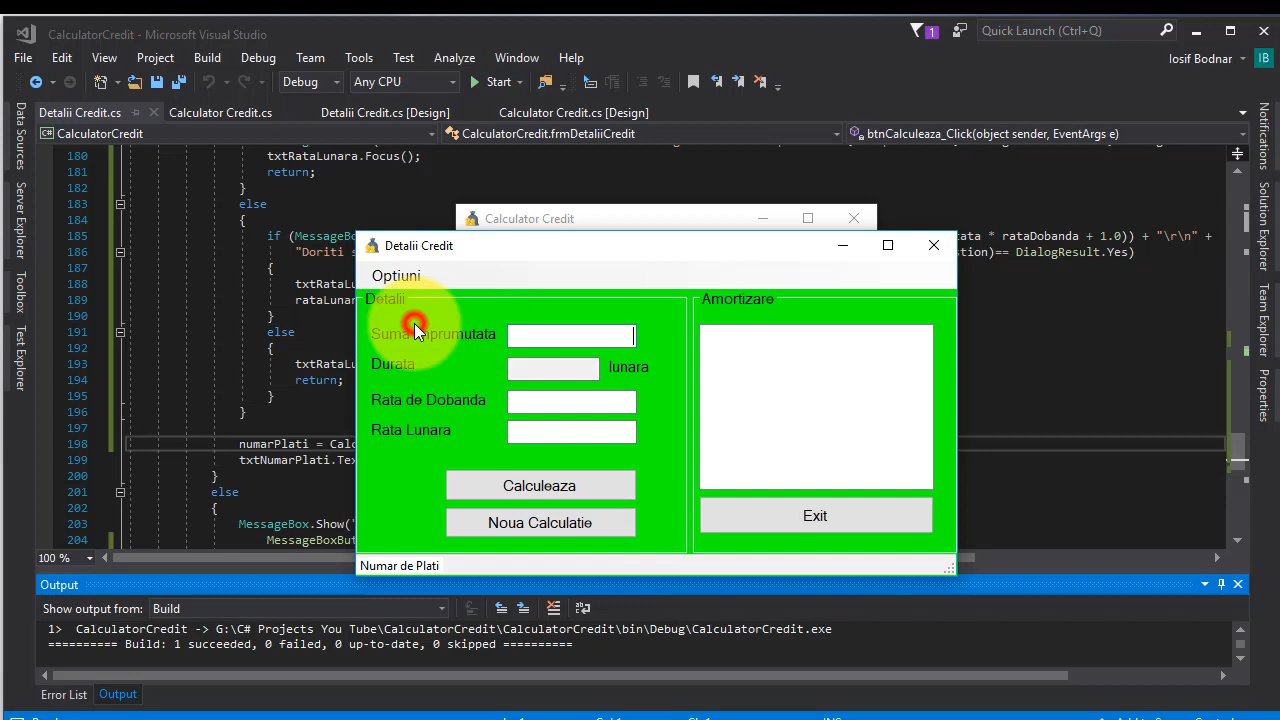 CalculatorCredit - Microsoft Visual Studio
1
Quick Launch (Ctrl+Q)
File Edit View Project Build Debug Team Tools Test Analyze Window Help
Iosif Bodnar IB
Debug Any CPU Start
Detalii Credit.cs Calculator Credit.cs Detalii Credit.cs [Design] Calculator Credit.cs [Design]
C# CalculatorCredit CalculatorCredit.frmDetaliiCredit btnCalculeaza_Click(object sender, EventArgs e)
Data Sources
Server Explorer
Toolbox
Test Explorer
Notifications
Solution Explorer
Team Explorer
Properties
180 txtRataLunara.Focus();
181 return;
182 }
183 else
184 {
185 if (MessageBo ata * rataDobanda + 1.0)) + "\r\n" +
186 "Doriti s stion)== DialogResult.Yes)
187 {
188 txtRataLu
189 rataLunar
190 }
191 else
192 {
193 txtRataLu
194 return;
195 }
196 }
197
198 numarPlati = Calc
199 txtNumarPlati.Tex
200 }
201 else
202 {
203 MessageBox.Show("
204 MessageBoxBut
Calculator Credit
Detalii Credit
Optiuni
Detalii
Suma Imprumutata
Durata
lunara
Rata de Dobanda
Rata Lunara
Calculeaza
Noua Calculatie
Amortizare
Exit
Numar de Plati
100 %
Output
Show output from: Build
1> CalculatorCredit -> G:\C# Projects You Tube\CalculatorCredit\CalculatorCredit\bin\Debug\CalculatorCredit.exe
========== Build: 1 succeeded, 0 failed, 0 up-to-date, 0 skipped ==========
Error List Output